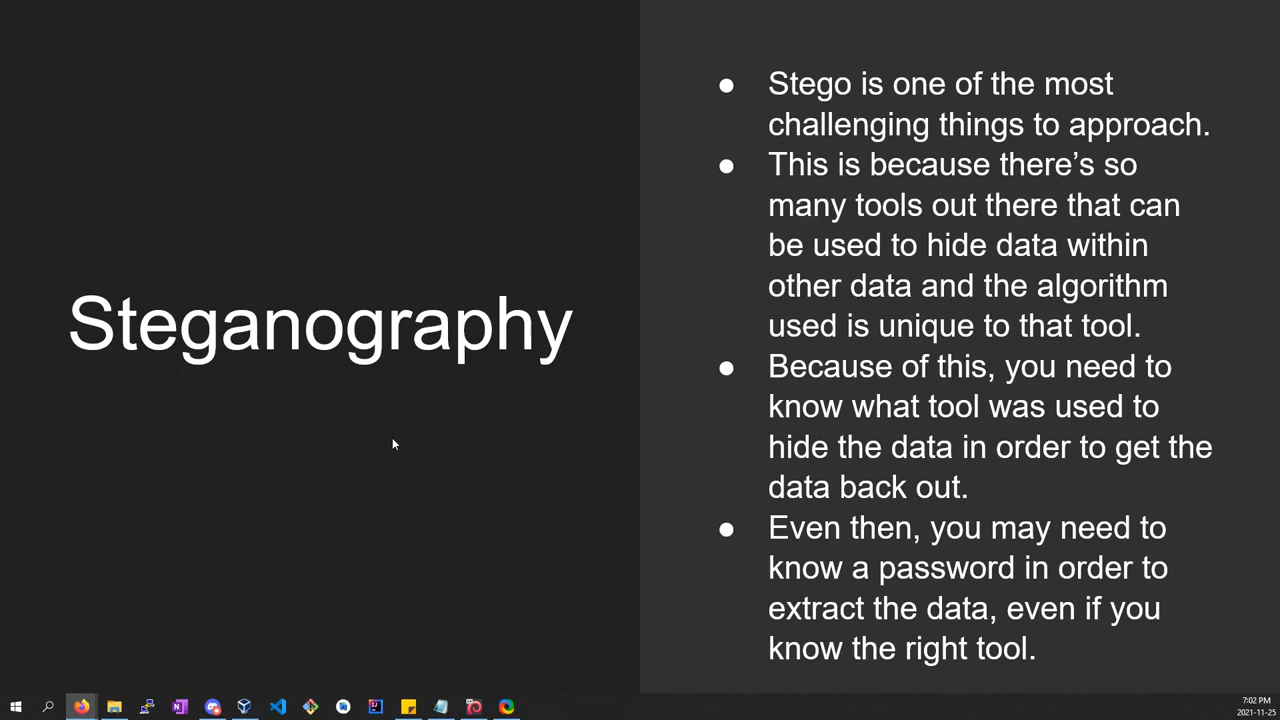 Steganography
● Stego is one of the most
challenging things to approach.
● This is because there’s so
many tools out there that can
be used to hide data within
other data and the algorithm
used is unique to that tool.
● Because of this, you need to
know what tool was used to
hide the data in order to get the
data back out.
● Even then, you may need to
know a password in order to
extract the data, even if you
know the right tool.
7:02 PM
2021-11-25